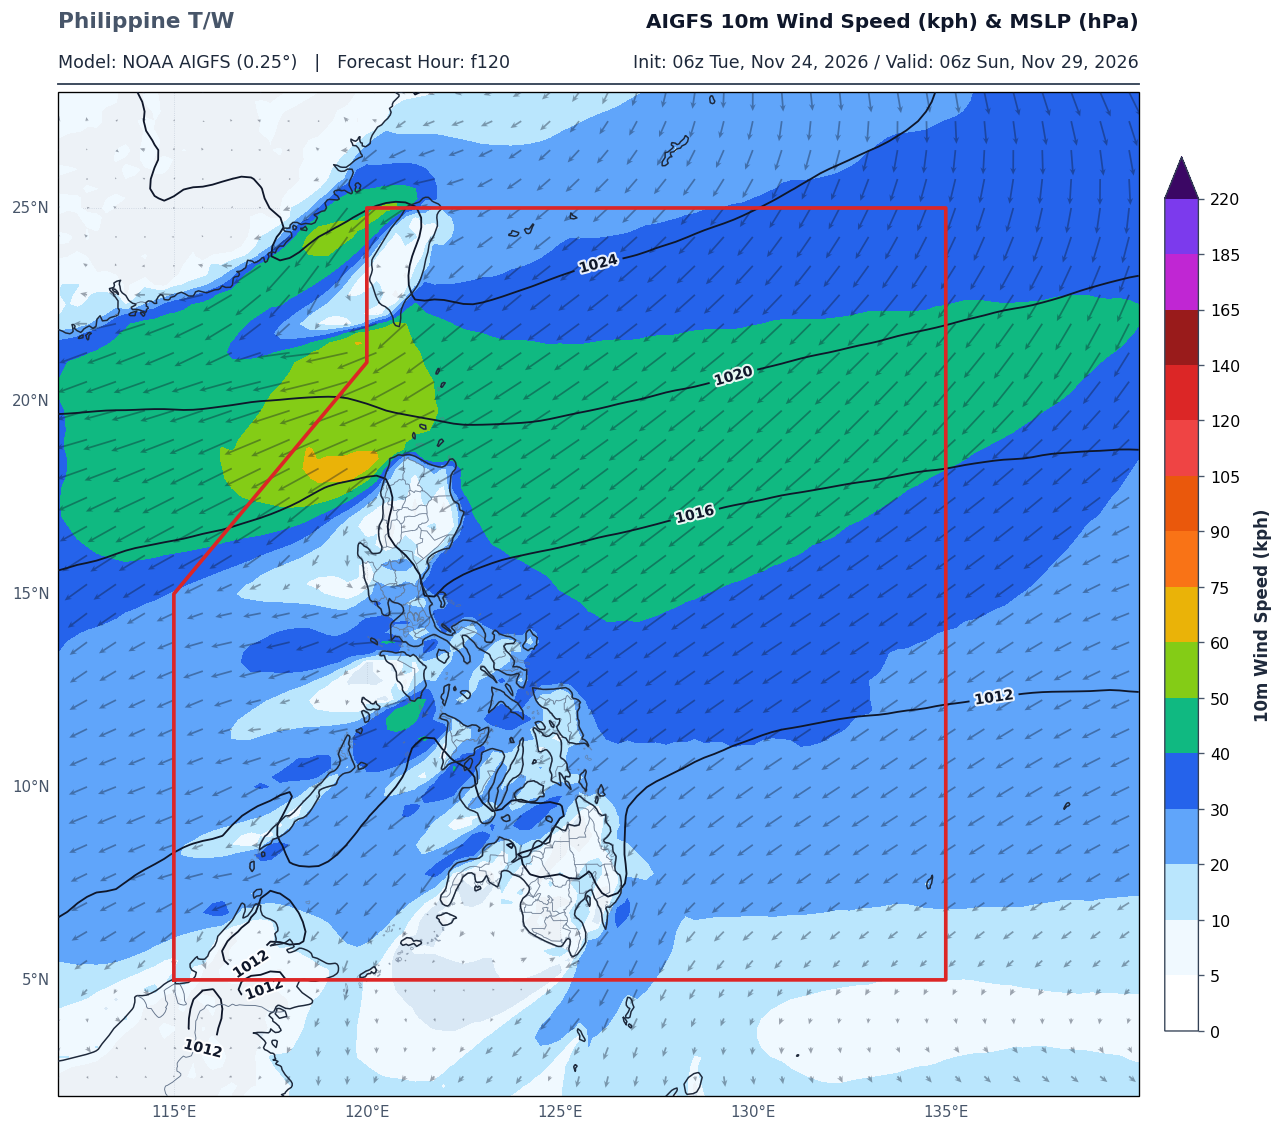 Philippine T/W
AIGFS 10m Wind Speed (kph) & MSLP (hPa)
Model: NOAA AIGFS (0.25°)   |   Forecast Hour: f120
Init: 06z Tue, Nov 24, 2026 / Valid: 06z Sun, Nov 29, 2026
25°N
20°N
15°N
10°N
5°N
115°E
120°E
125°E
130°E
135°E
1024
1020
1016
1012
1012
1012
1012
220
185
165
140
120
105
90
75
60
50
40
30
20
10
5
0
10m Wind Speed (kph)